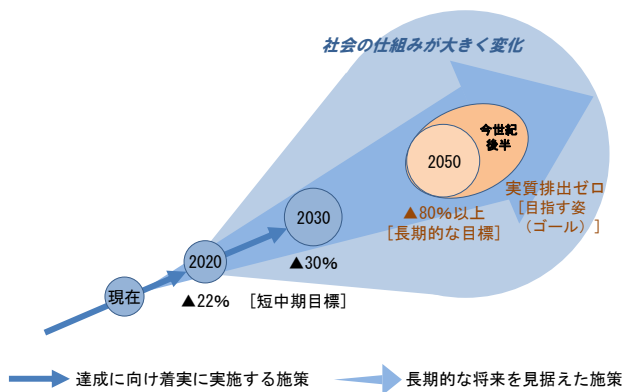 社会の仕組みが大きく変化
今世紀
後半
2050
実質排出ゼロ
[目指す姿
(ゴール)]
▲80%以上
[長期的な目標]
2030
▲30%
2020
▲22% [短中期目標]
現在
達成に向け着実に実施する施策
長期的な将来を見据えた施策